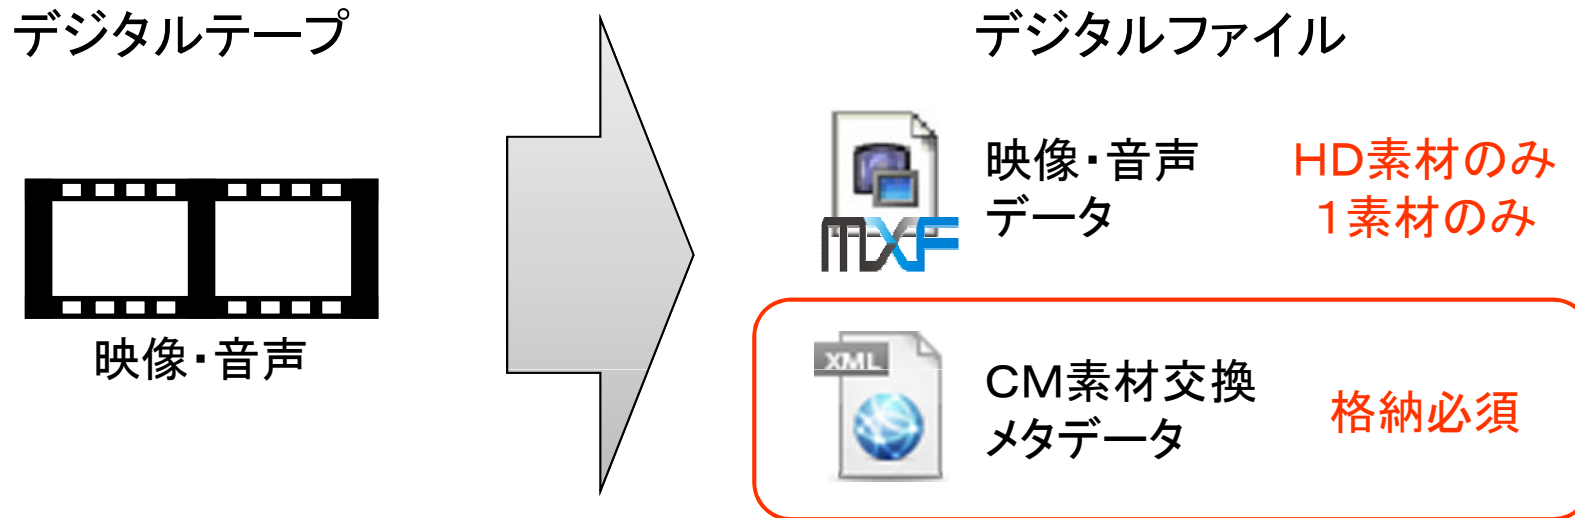 デジタルテープ
デジタルファイル
映像・音声
映像・音声
データ
HD素材のみ
1素材のみ
MXF
XML
CM素材交換
メタデータ
格納必須